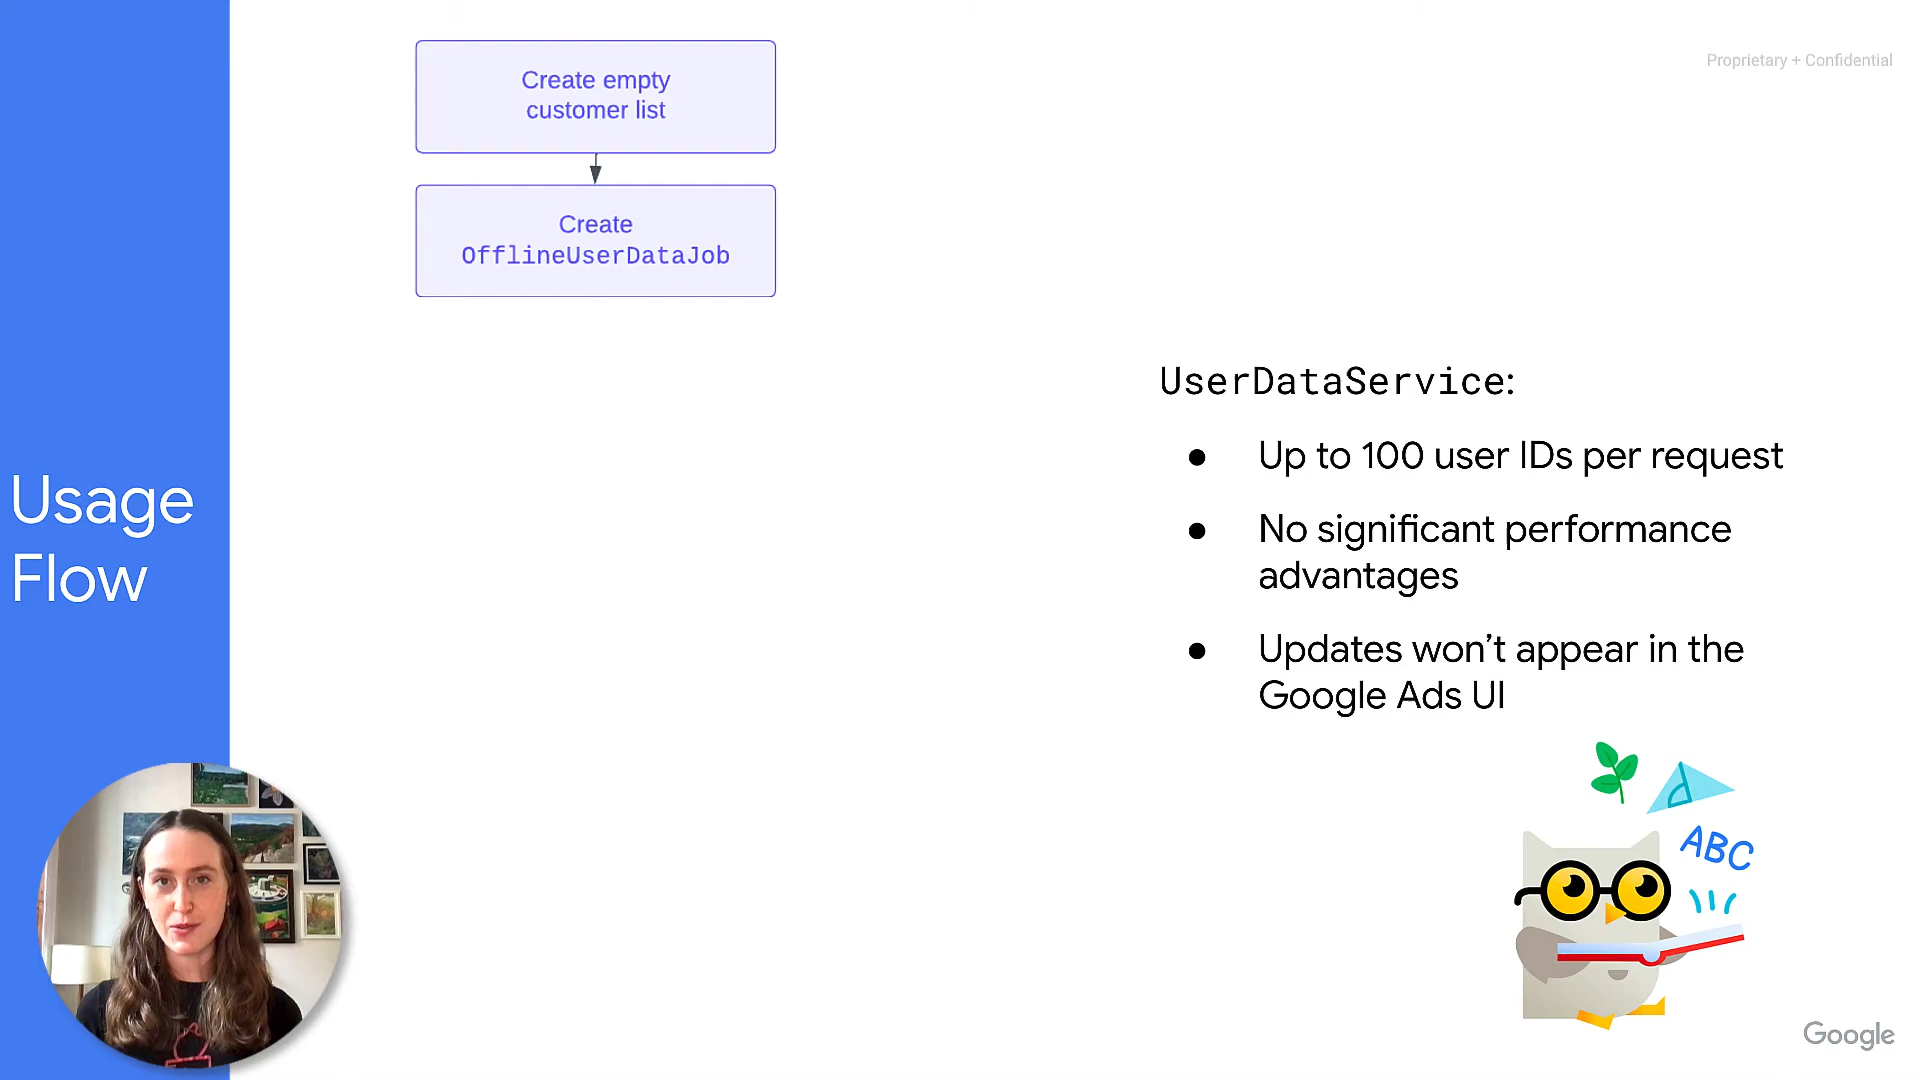 Create empty
customer list
Create
OfflineUserDataJob
Proprietary + Confidential
Usage
Flow
UserDataService:
● Up to 100 user IDs per request
● No significant performance
advantages
● Updates won’t appear in the
Google Ads UI
ABC
Google